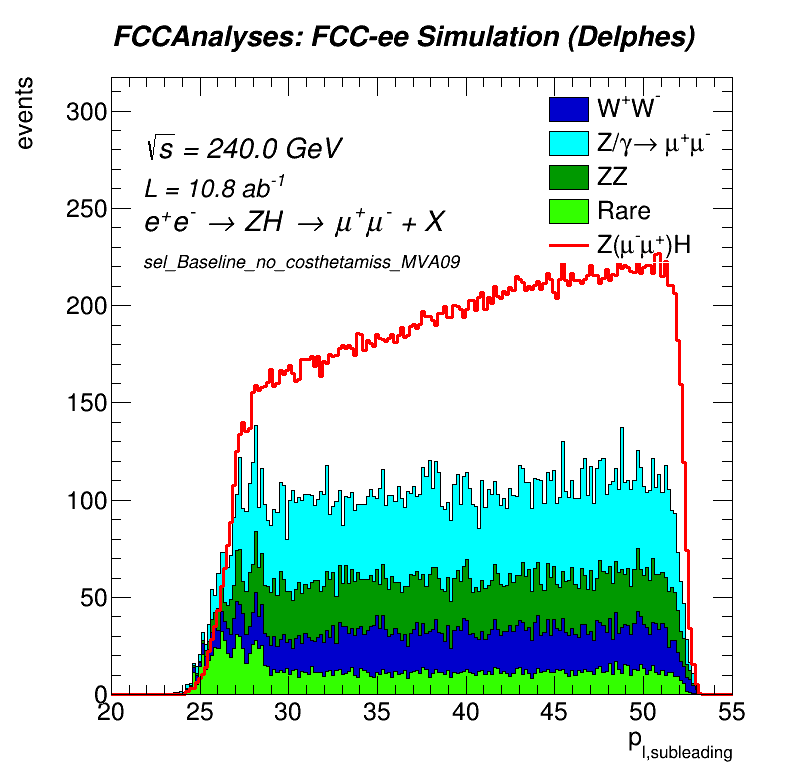 FCCAnalyses: FCC-ee Simulation (Delphes)
events
300
250
200
150
100
50
0
√s = 240.0 GeV
L = 10.8 ab⁻¹
e⁺e⁻ → ZH → μ⁺μ⁻ + X
sel_Baseline_no_costhetamiss_MVA09
W⁺W⁻
Z/γ→ μ⁺μ⁻
ZZ
Rare
Z(μ⁻μ⁺)H
20 25 30 35 40 45 50 55
p_l,subleading